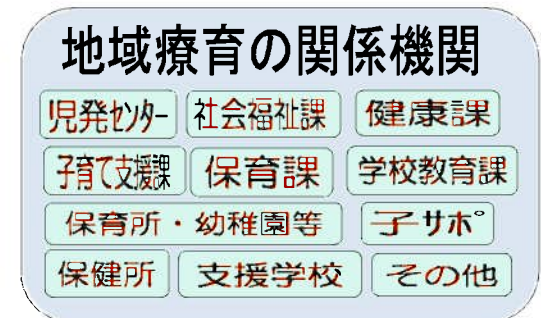 地域療育の関係機関
児発センター 社会福祉課 健康課
子育て支援課 保育課 学校教育課
保育所・幼稚園等 子サポ
保健所 支援学校 その他